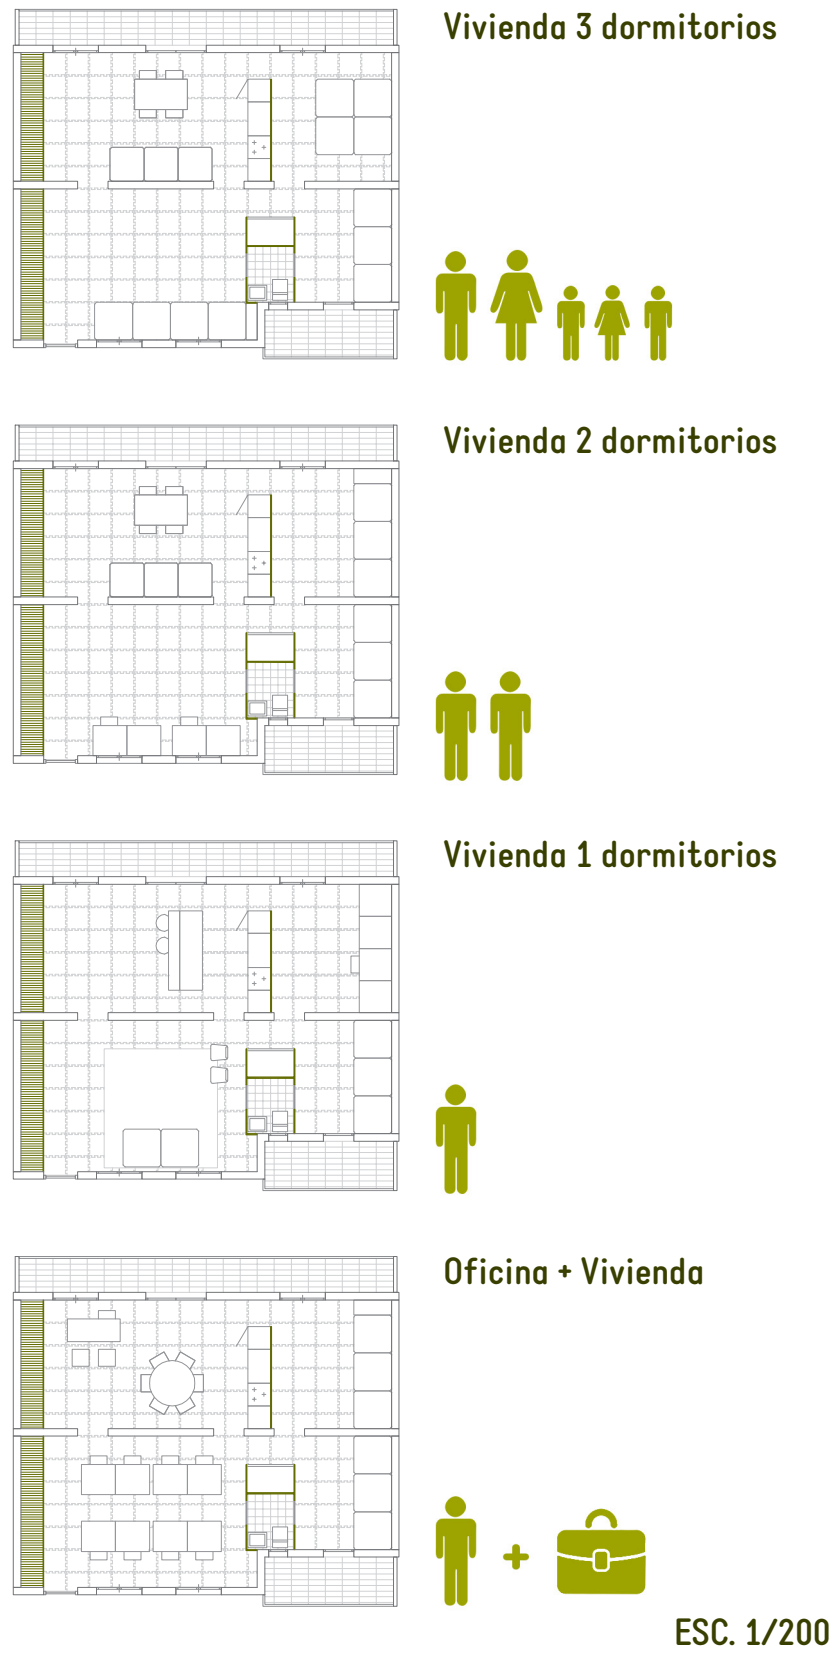 Vivienda 3 dormitorios
Vivienda 2 dormitorios
Vivienda 1 dormitorios
Oficina + Vivienda
ESC. 1/200